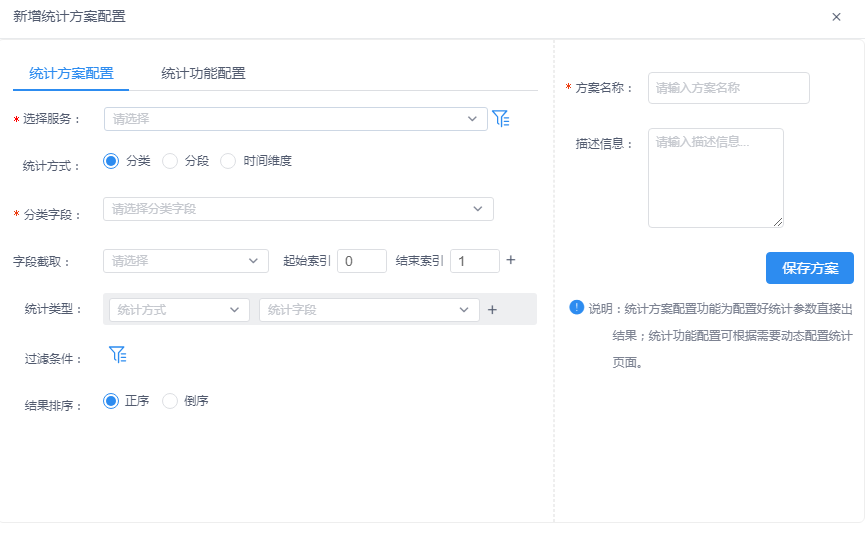 新增统计方案配置
统计方案配置 统计功能配置
* 选择服务： 请选择
统计方式： 分类 分段 时间维度
* 分类字段： 请选择分类字段
字段截取： 请选择 起始索引 0 结束索引 1 +
统计类型： 统计方式 统计字段 +
过滤条件：
结果排序： 正序 倒序
* 方案名称： 请输入方案名称
描述信息： 请输入描述信息...
保存方案
说明：统计方案配置功能为配置好统计参数直接出
结果；统计功能配置可根据需要动态配置统计
页面。